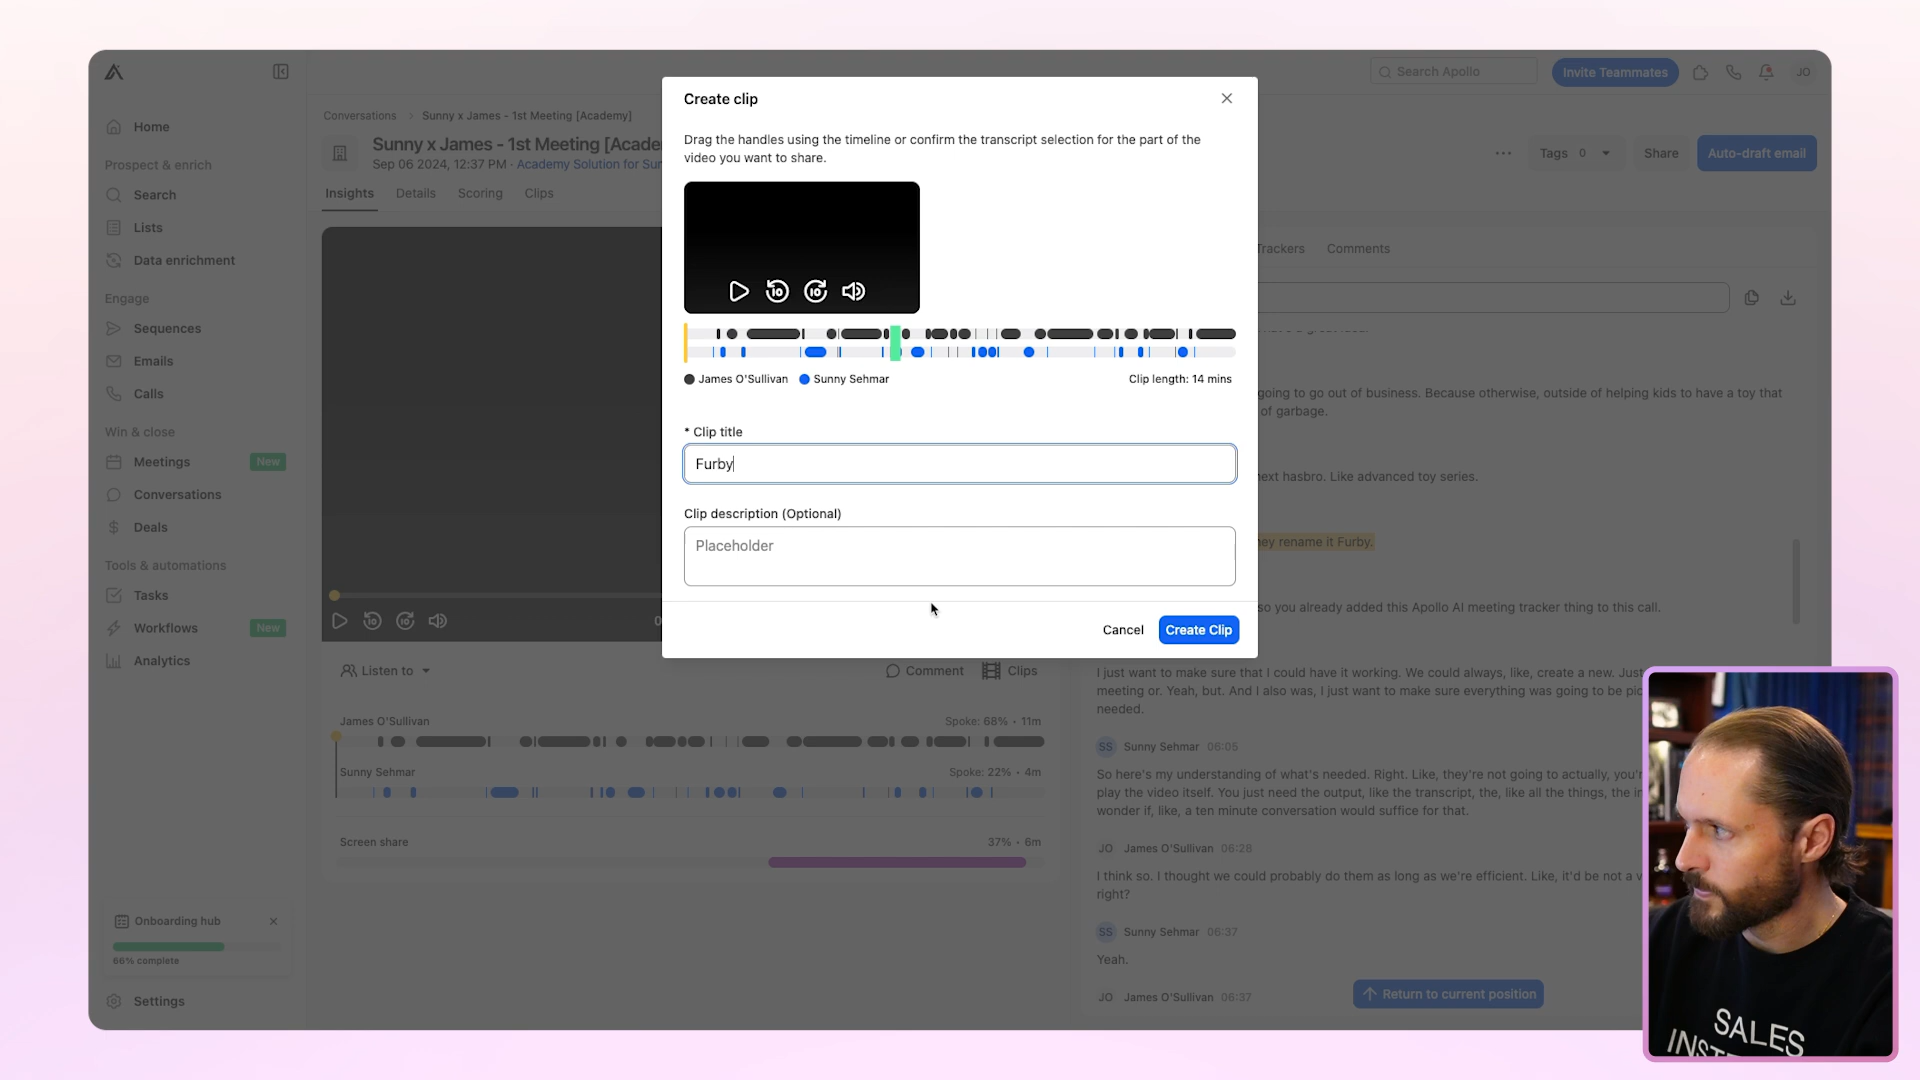 Search Apollo
Invite Teammates
JO
Home
Prospect & enrich
Search
Lists
Data enrichment
Engage
Sequences
Emails
Calls
Win & close
Meetings
New
Conversations
Deals
Tools & automations
Tasks
Workflows
New
Analytics
Onboarding hub
66% complete
Settings
Conversations > Sunny x James - 1st Meeting [Academy]
Sunny x James - 1st Meeting [Acade
Sep 06 2024, 12:37 PM · Academy Solution for Sun
Insights
Details
Scoring
Clips
Tags 0
Share
Auto-draft email
Create clip
Drag the handles using the timeline or confirm the transcript selection for the part of the
video you want to share.
10
10
James O'Sullivan
Sunny Sehmar
Clip length: 14 mins
* Clip title
Furby
Clip description (Optional)
Placeholder
Cancel
Create Clip
10
10
0
Listen to
Comment
Clips
James O'Sullivan
Spoke: 68% • 11m
Sunny Sehmar
Spoke: 22% • 4m
Screen share
37% • 6m
Trackers
Comments
going to go out of business. Because otherwise, outside of helping kids to have a toy that
of garbage.
ext hasbro. Like advanced toy series.
ey rename it Furby.
so you already added this Apollo AI meeting tracker thing to this call.
I just want to make sure that I could have it working. We could always, like, create a new. Just
meeting or. Yeah, but. And I also was, I just want to make sure everything was going to be pic
needed.
SS Sunny Sehmar 06:05
So here's my understanding of what's needed. Right. Like, they're not going to actually, you'r
play the video itself. You just need the output, like the transcript, the, like all the things, the in
wonder if, like, a ten minute conversation would suffice for that.
JO James O'Sullivan 06:28
I think so. I thought we could probably do them as long as we're efficient. Like, it'd be not a v
right?
SS Sunny Sehmar 06:37
Yeah.
JO James O'Sullivan 06:37
Return to current position
SALES